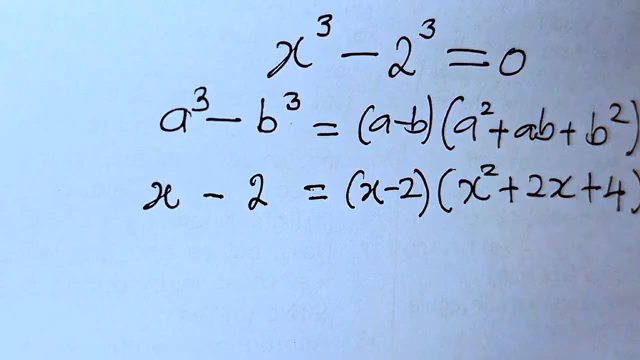 x³ − 2³ = 0
a³ − b³ = (a−b)(a² + ab + b²)
x − 2 = (x−2)(x² + 2x + 4)